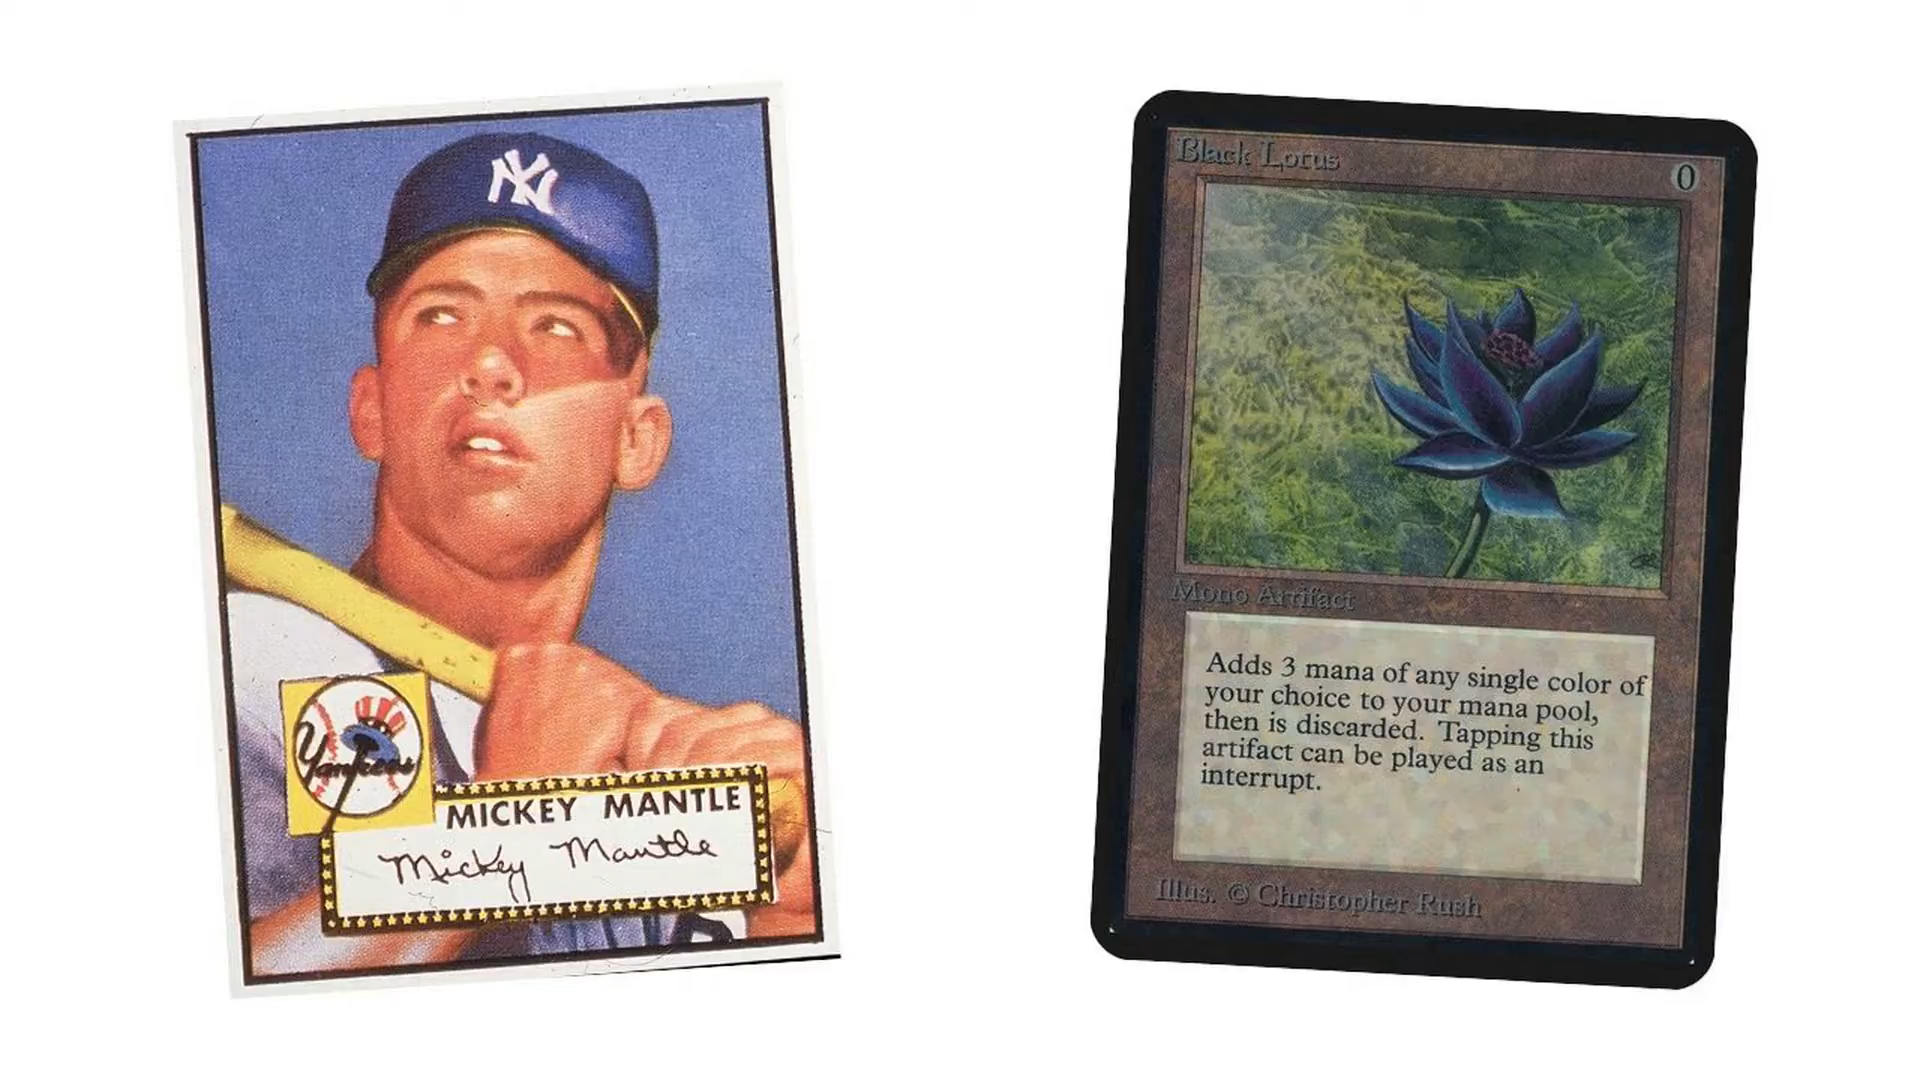 NY
Yankees
MICKEY MANTLE
Mickey Mantle
Black Lotus
0
Mono Artifact
Adds 3 mana of any single color of
your choice to your mana pool,
then is discarded. Tapping this
artifact can be played as an
interrupt.
Illus. © Christopher Rush